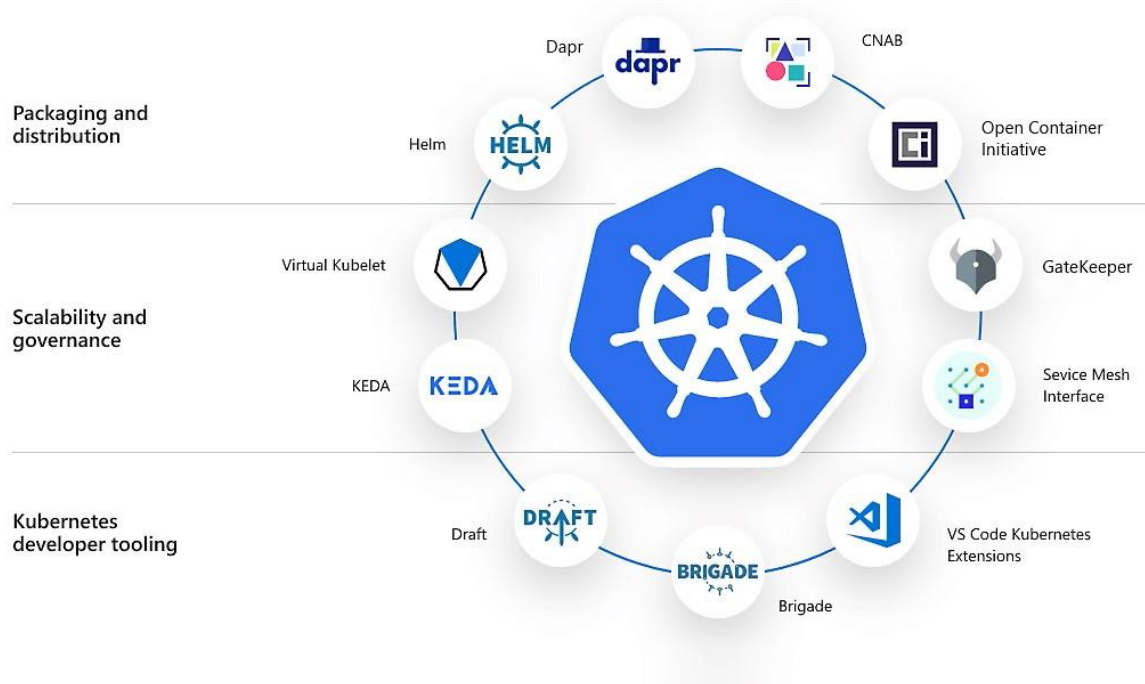 Dapr
dapr
CNAB
Packaging and
distribution
Helm
HELM
Ci
Open Container
Initiative
Virtual Kubelet
GateKeeper
Scalability and
governance
KEDA
KEDA
Sevice Mesh
Interface
Kubernetes
developer tooling
Draft
DRAFT
VS Code Kubernetes
Extensions
BRIGADE
Brigade